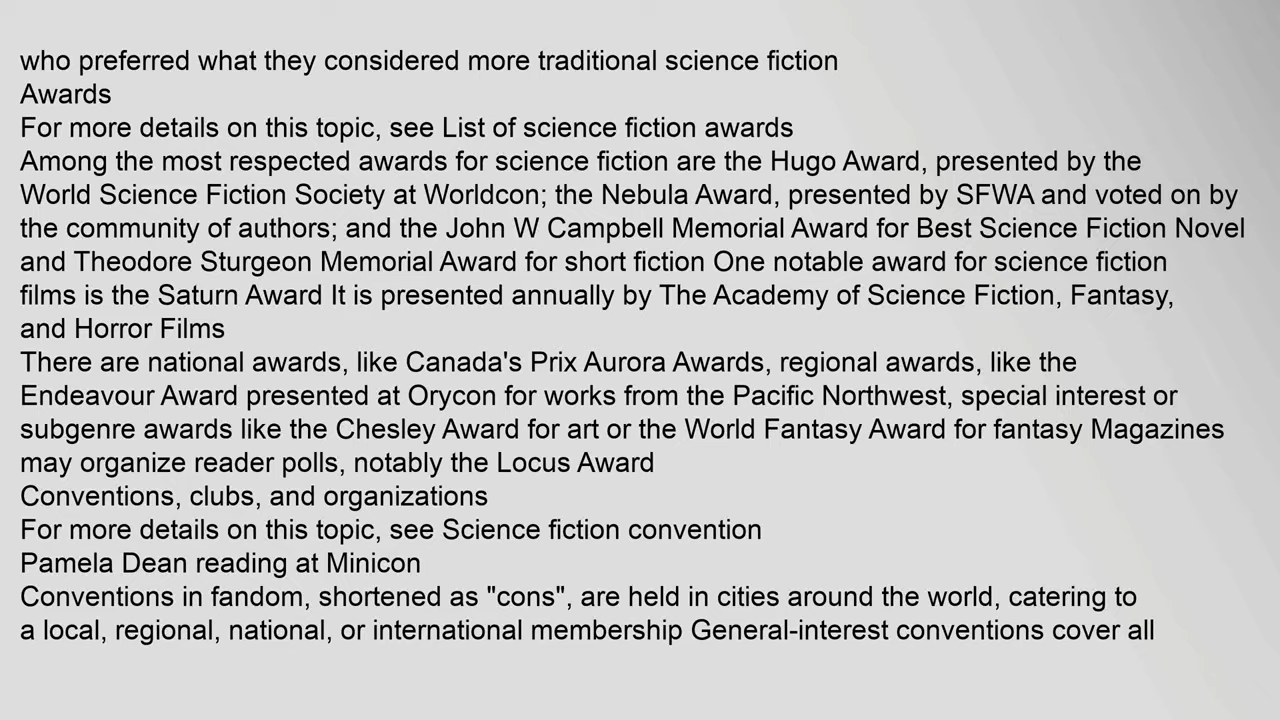 who preferred what they considered more traditional science fiction
Awards
For more details on this topic, see List of science fiction awards
Among the most respected awards for science fiction are the Hugo Award, presented by the
World Science Fiction Society at Worldcon; the Nebula Award, presented by SFWA and voted on by
the community of authors; and the John W Campbell Memorial Award for Best Science Fiction Novel
and Theodore Sturgeon Memorial Award for short fiction One notable award for science fiction
films is the Saturn Award It is presented annually by The Academy of Science Fiction, Fantasy,
and Horror Films
There are national awards, like Canada's Prix Aurora Awards, regional awards, like the
Endeavour Award presented at Orycon for works from the Pacific Northwest, special interest or
subgenre awards like the Chesley Award for art or the World Fantasy Award for fantasy Magazines
may organize reader polls, notably the Locus Award
Conventions, clubs, and organizations
For more details on this topic, see Science fiction convention
Pamela Dean reading at Minicon
Conventions in fandom, shortened as "cons", are held in cities around the world, catering to
a local, regional, national, or international membership General-interest conventions cover all